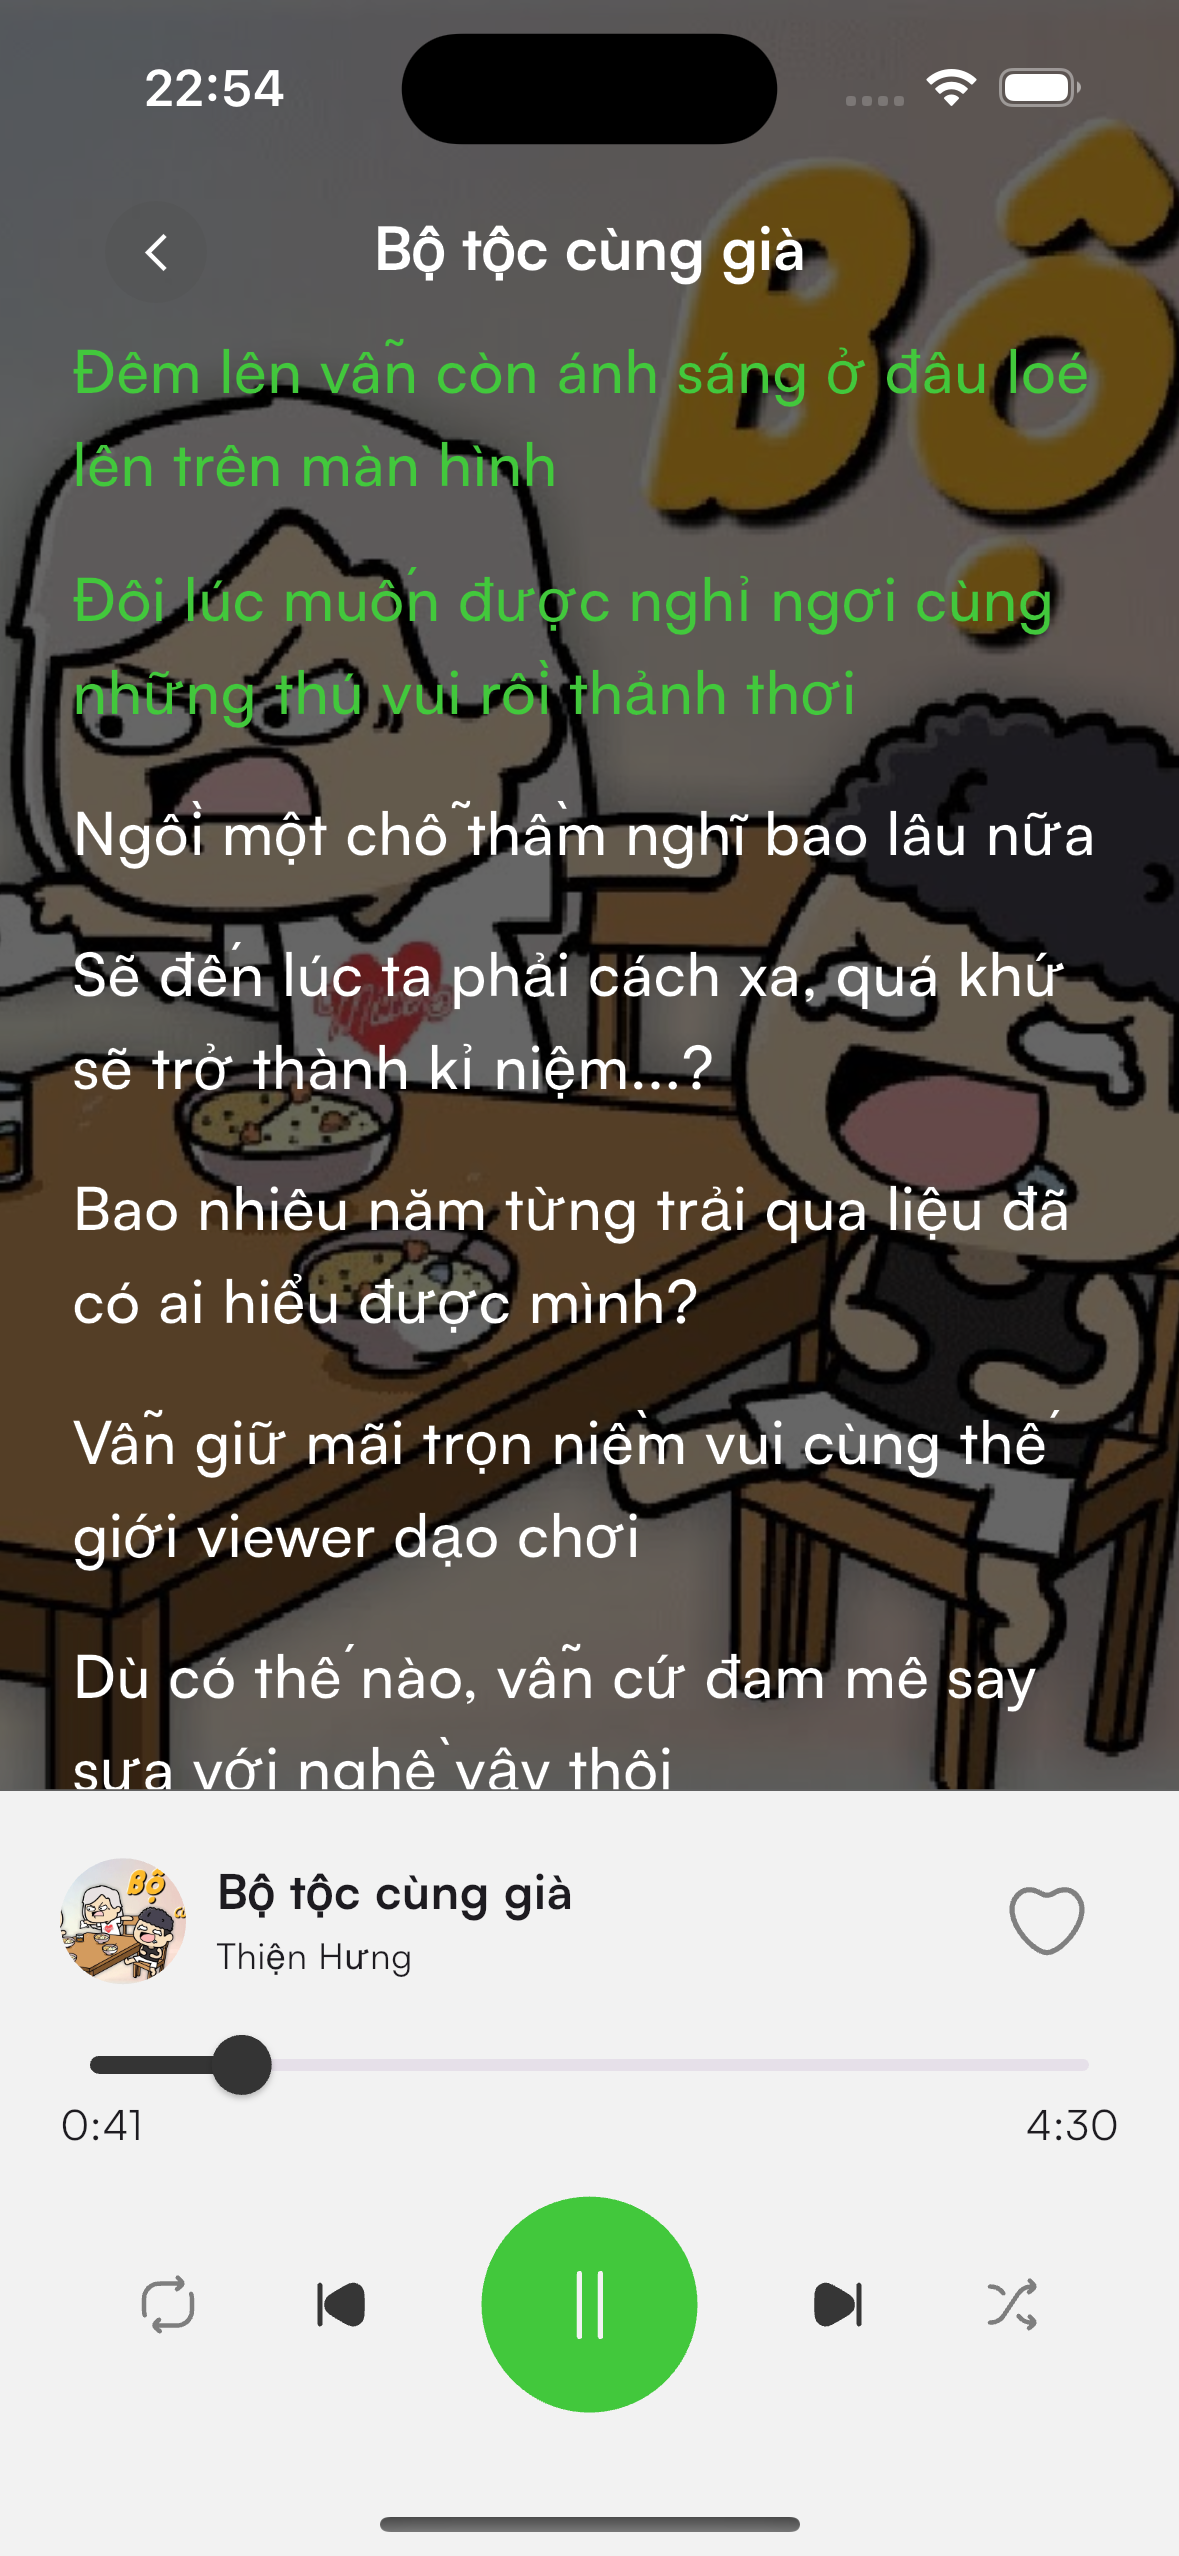 22:54
Bộ
Bộ tộc cùng già
Đêm lên vẫn còn ánh sáng ở đâu loé
lên trên màn hình
Đôi lúc muốn được nghỉ ngơi cùng
những thú vui rồi thảnh thơi
Ngồi một chỗ thầm nghĩ bao lâu nữa
Sẽ đến lúc ta phải cách xa, quá khứ
sẽ trở thành kỉ niệm...?
Bao nhiêu năm từng trải qua liệu đã
có ai hiểu được mình?
Vẫn giữ mãi trọn niềm vui cùng thế
giới viewer dạo chơi
Dù có thế nào, vẫn cứ đam mê say
sưa với nghề vậy thôi
Bộ
Bộ tộc cùng già
Thiện Hưng
0:41
4:30